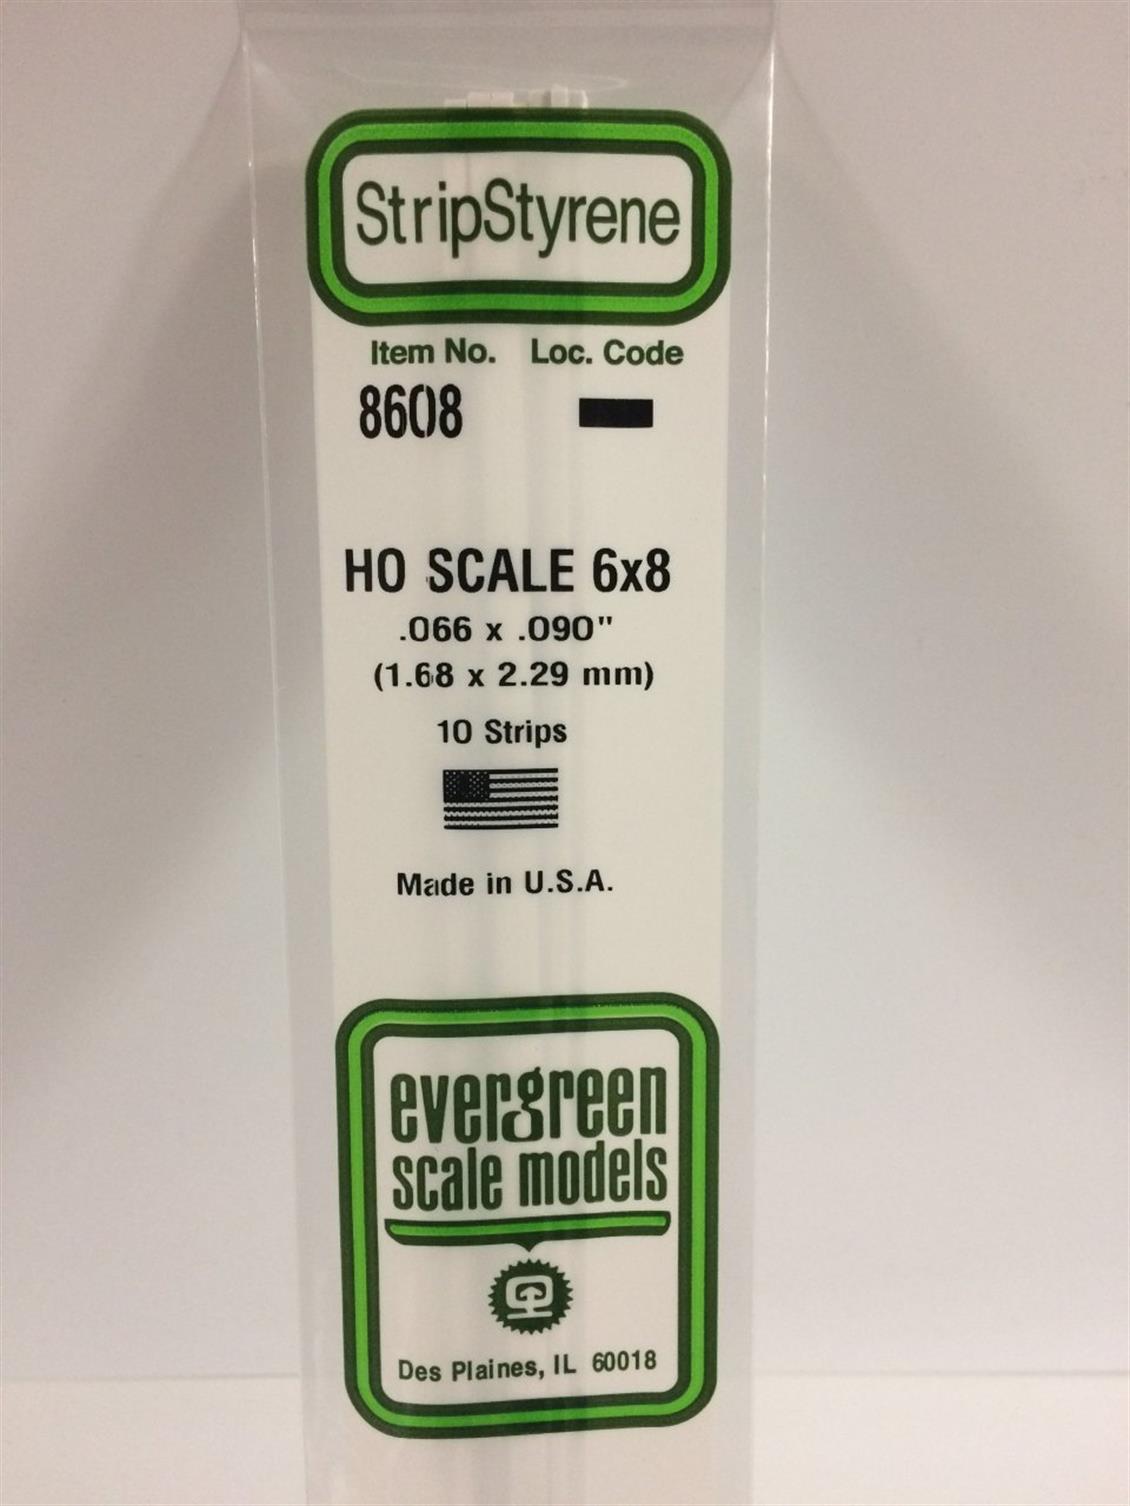 StripStyrene
Item No. Loc. Code
8608
HO SCALE 6x8
.066 x .090"
(1.68 x 2.29 mm)
10 Strips
Made in U.S.A.
evergreen
scale models
Des Plaines, IL 60018